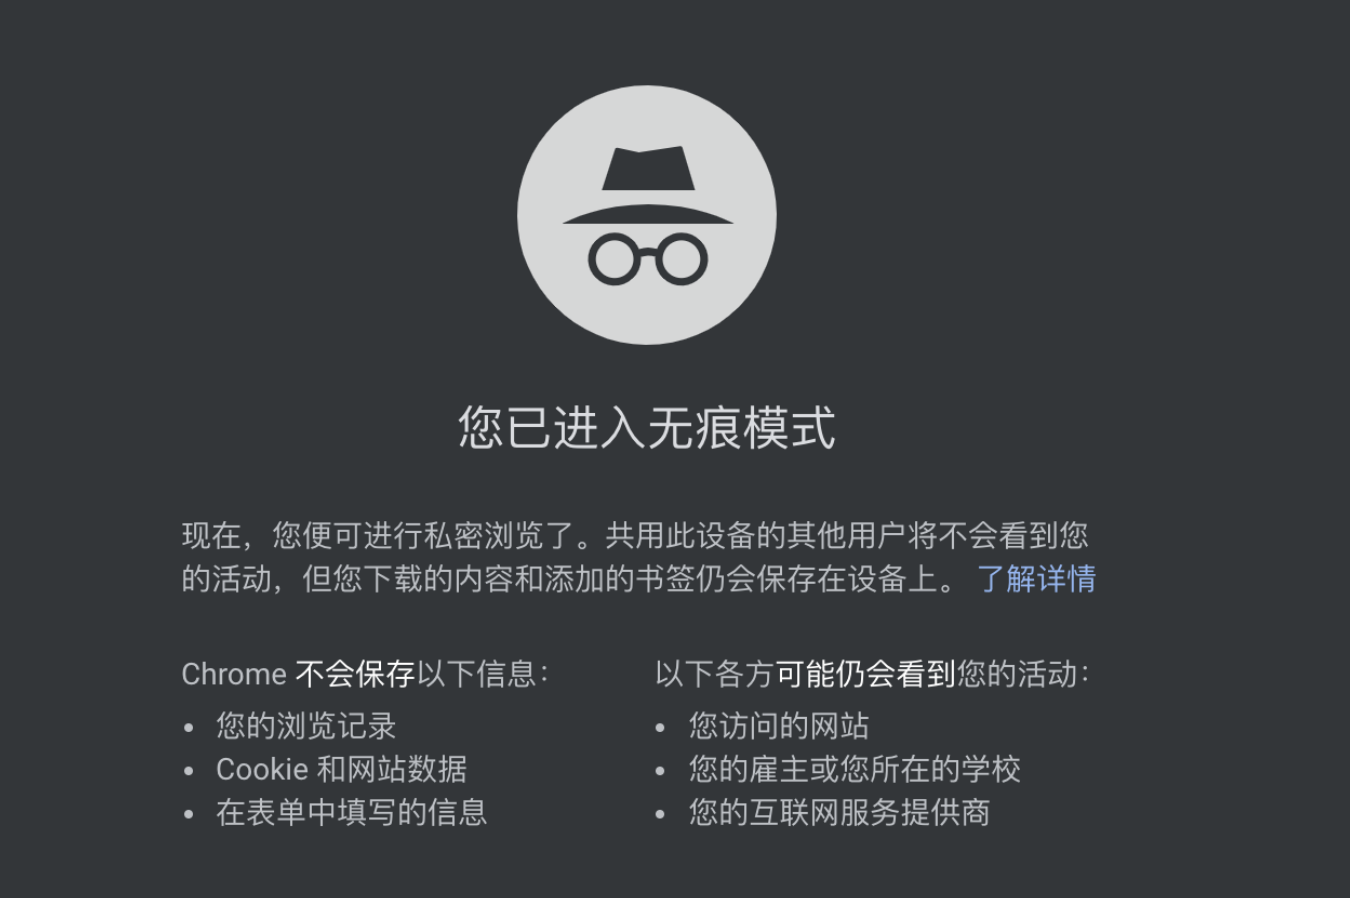 您已进入无痕模式
现在，您便可进行私密浏览了。共用此设备的其他用户将不会看到您
的活动，但您下载的内容和添加的书签仍会保存在设备上。 了解详情
Chrome 不会保存以下信息：
• 您的浏览记录
• Cookie 和网站数据
• 在表单中填写的信息
以下各方可能仍会看到您的活动：
• 您访问的网站
• 您的雇主或您所在的学校
• 您的互联网服务提供商